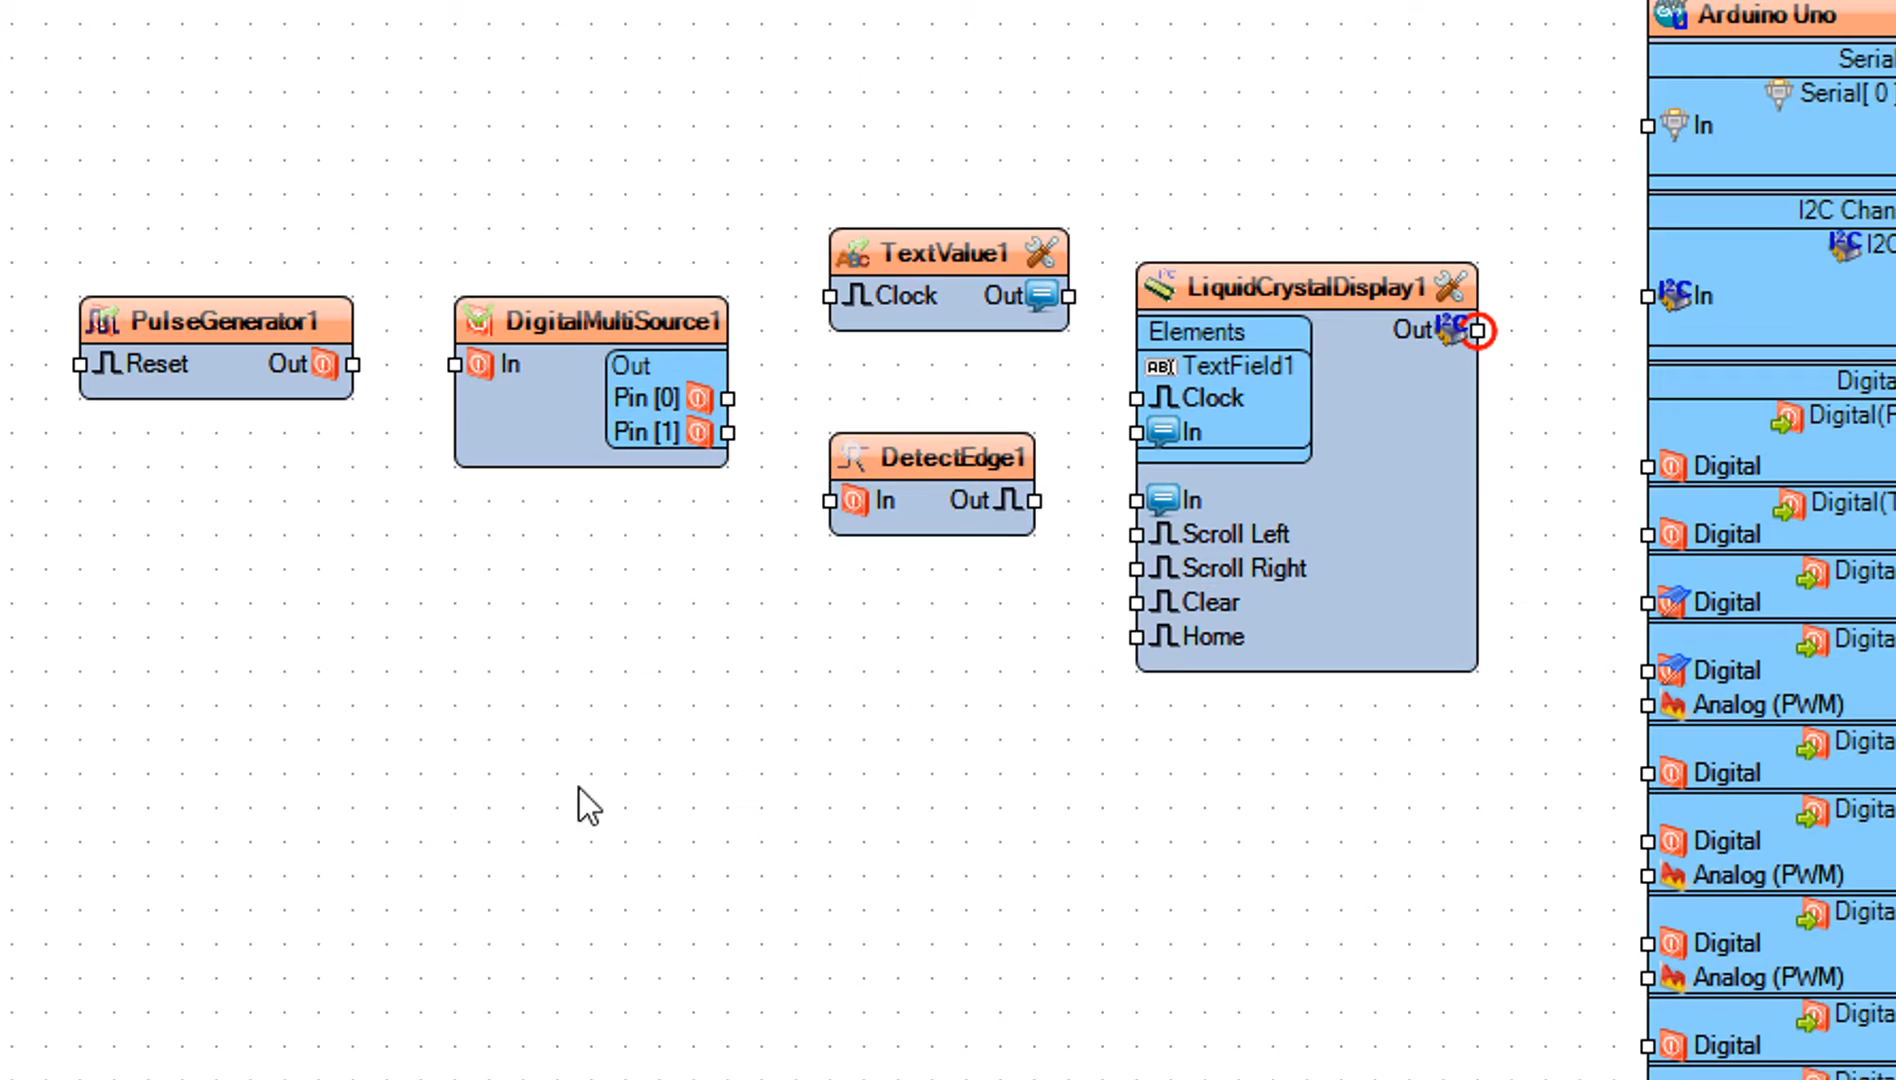 PulseGenerator1
Reset Out
DigitalMultiSource1
In Out
Pin [0]
Pin [1]
TextValue1
Clock Out
DetectEdge1
In Out
LiquidCrystalDisplay1
Elements Out
TextField1
Clock
In
In
Scroll Left
Scroll Right
Clear
Home
Arduino Uno
Serial
Serial[ 0 ]
In
I2C Chan
I2C
In
Digita
Digital(F
Digital
Digital(T
Digital
Digita
Digital
Digita
Digital
Analog (PWM)
Digita
Digital
Digita
Digital
Analog (PWM)
Digita
Digital
Analog (PWM)
Digita
Digital
Digita